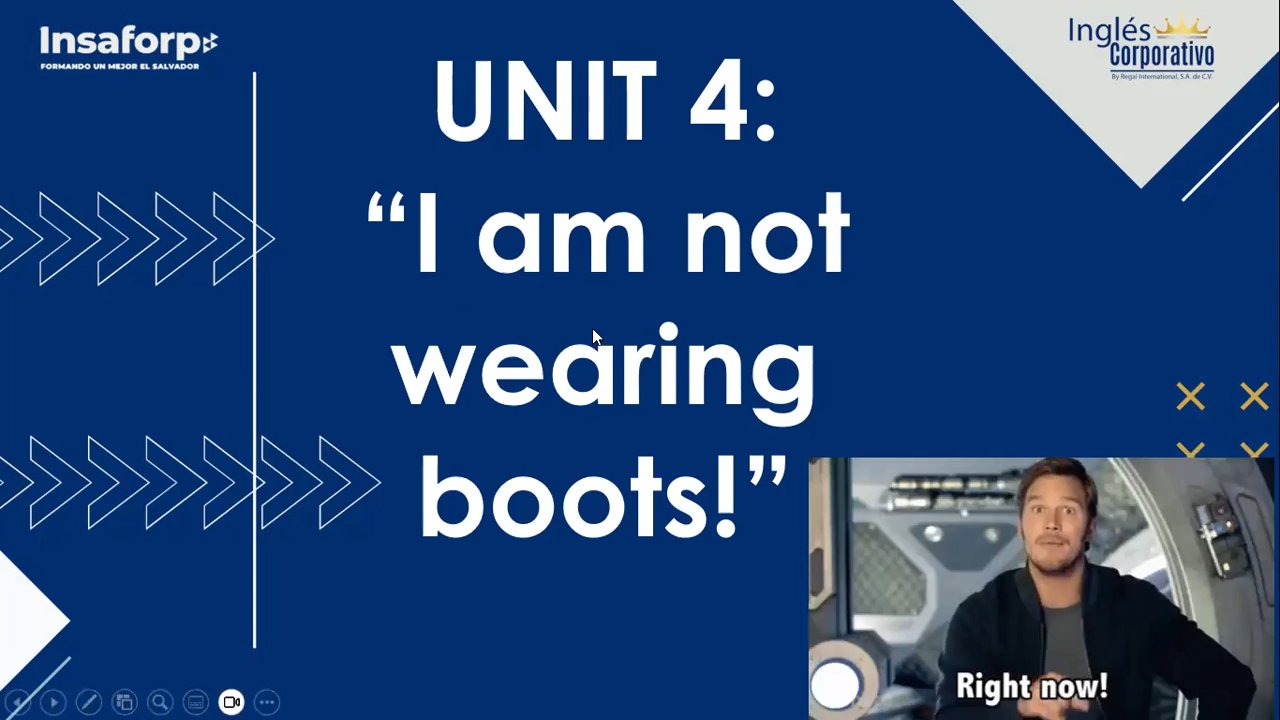 Insaforp
FORMANDO UN MEJOR EL SALVADOR
Inglés
Corporativo
By Regal International, S.A. de C.V.
UNIT 4:
“I am not
wearing
boots!”
Right now!